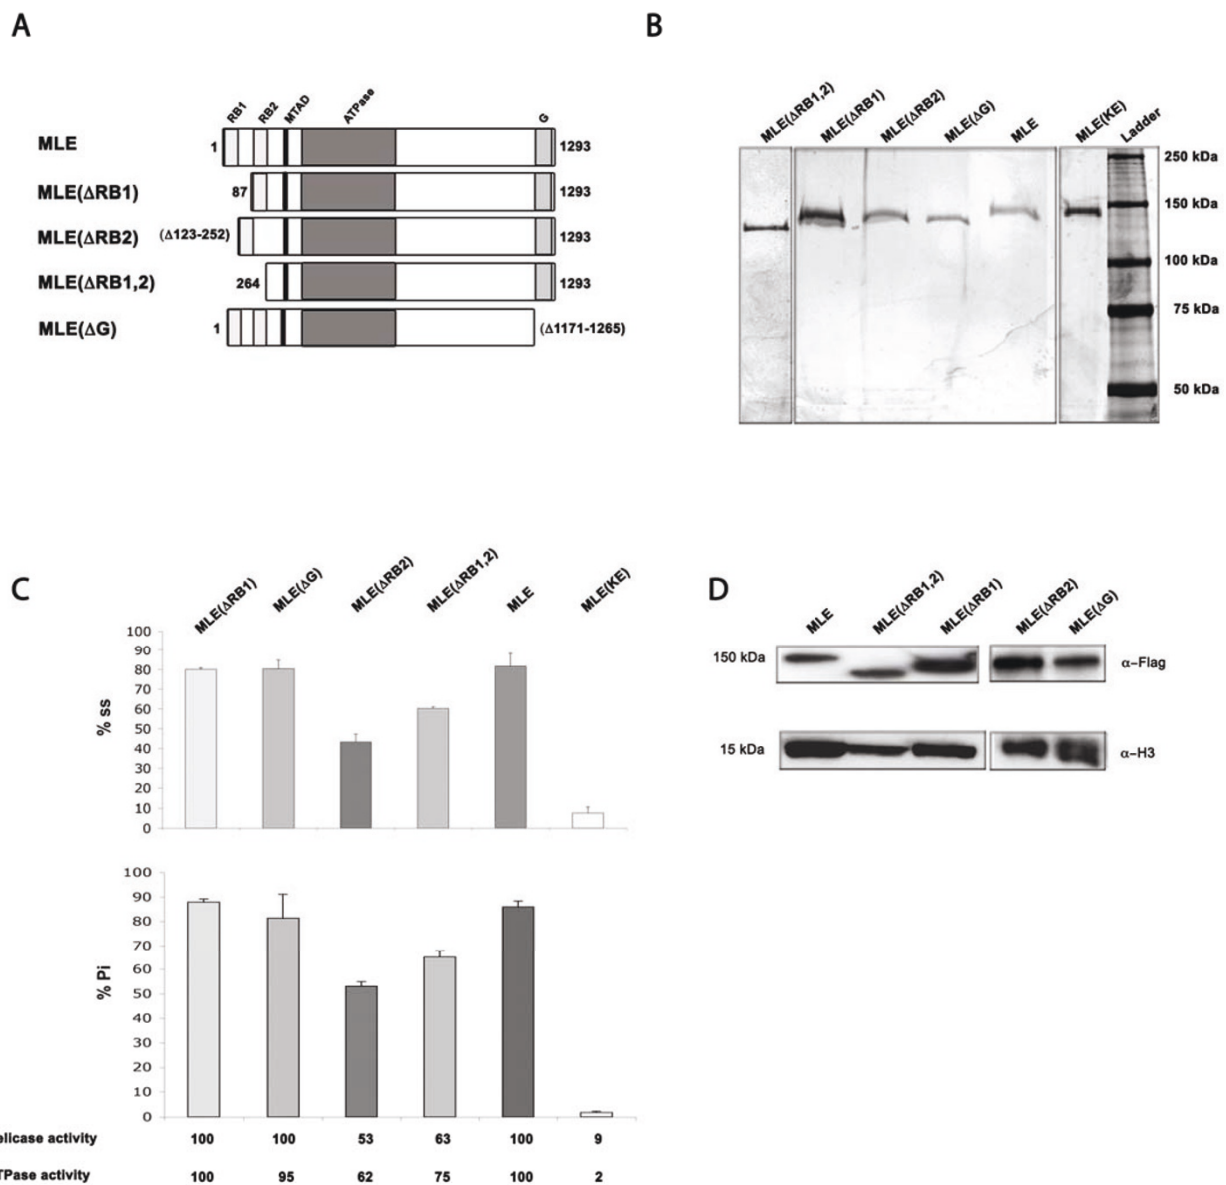 A
RB1 RB2 MTAD ATPase G
MLE 1 1293
MLE(ΔRB1) 87 1293
MLE(ΔRB2) (Δ123-252) 1293
MLE(ΔRB1,2) 264 1293
MLE(ΔG) 1 (Δ1171-1265)
B
MLE(ΔRB1,2) MLE(ΔRB1) MLE(ΔRB2) MLE(ΔG) MLE MLE(KE) Ladder
250 kDa
150 kDa
100 kDa
75 kDa
50 kDa
C
MLE(ΔRB1) MLE(ΔG) MLE(ΔRB2) MLE(ΔRB1,2) MLE MLE(KE)
% ss
100
90
80
70
60
50
40
30
20
10
0
% Pi
100
90
80
70
60
50
40
30
20
10
0
elicase activity 100 100 53 63 100 9
TPase activity 100 95 62 75 100 2
D
MLE MLE(ΔRB1,2) MLE(ΔRB1) MLE(ΔRB2) MLE(ΔG)
150 kDa α–Flag
15 kDa α–H3